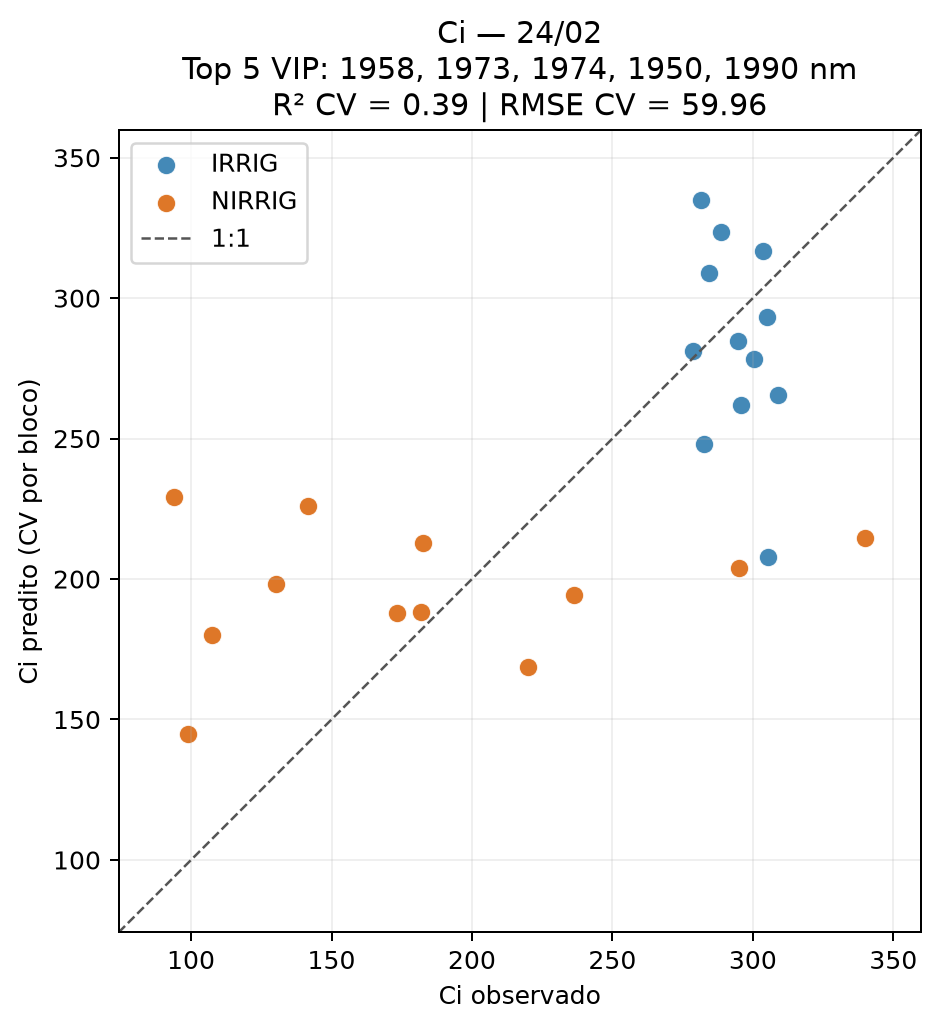 Ci — 24/02
Top 5 VIP: 1958, 1973, 1974, 1950, 1990 nm
R² CV = 0.39 | RMSE CV = 59.96
IRRIG
NIRRIG
1:1
350
300
250
200
150
100
Ci predito (CV por bloco)
100 150 200 250 300 350
Ci observado